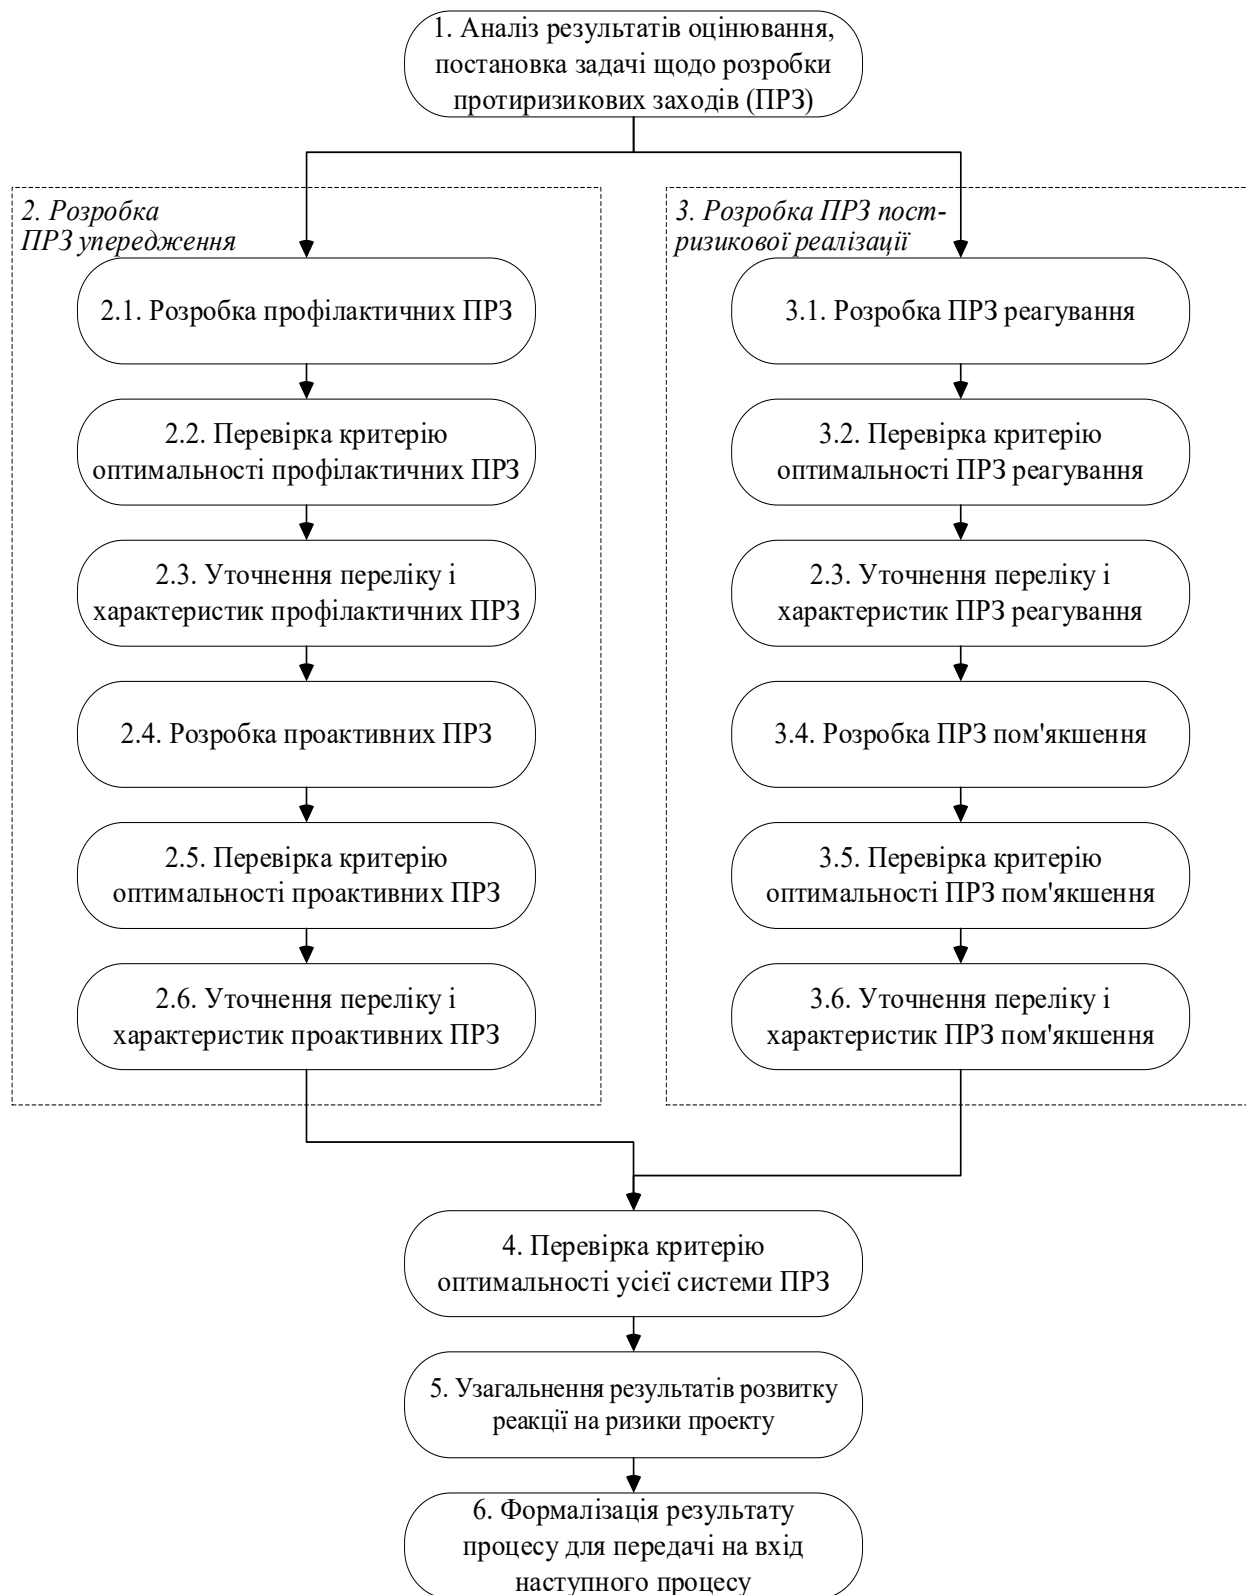 1. Аналіз результатів оцінювання,
постановка задачі щодо розробки
протиризикових заходів (ПРЗ)
2. Розробка
ПРЗ упередження
2.1. Розробка профілактичних ПРЗ
2.2. Перевірка критерію
оптимальності профілактичних ПРЗ
2.3. Уточнення переліку і
характеристик профілактичних ПРЗ
2.4. Розробка проактивних ПРЗ
2.5. Перевірка критерію
оптимальності проактивних ПРЗ
2.6. Уточнення переліку і
характеристик проактивних ПРЗ
3. Розробка ПРЗ пост-
ризикової реалізації
3.1. Розробка ПРЗ реагування
3.2. Перевірка критерію
оптимальності ПРЗ реагування
2.3. Уточнення переліку і
характеристик ПРЗ реагування
3.4. Розробка ПРЗ пом'якшення
3.5. Перевірка критерію
оптимальності ПРЗ пом'якшення
3.6. Уточнення переліку і
характеристик ПРЗ пом'якшення
4. Перевірка критерію
оптимальності усієї системи ПРЗ
5. Узагальнення результатів розвитку
реакції на ризики проекту
6. Формалізація результату
процесу для передачі на вхід
наступного процесу